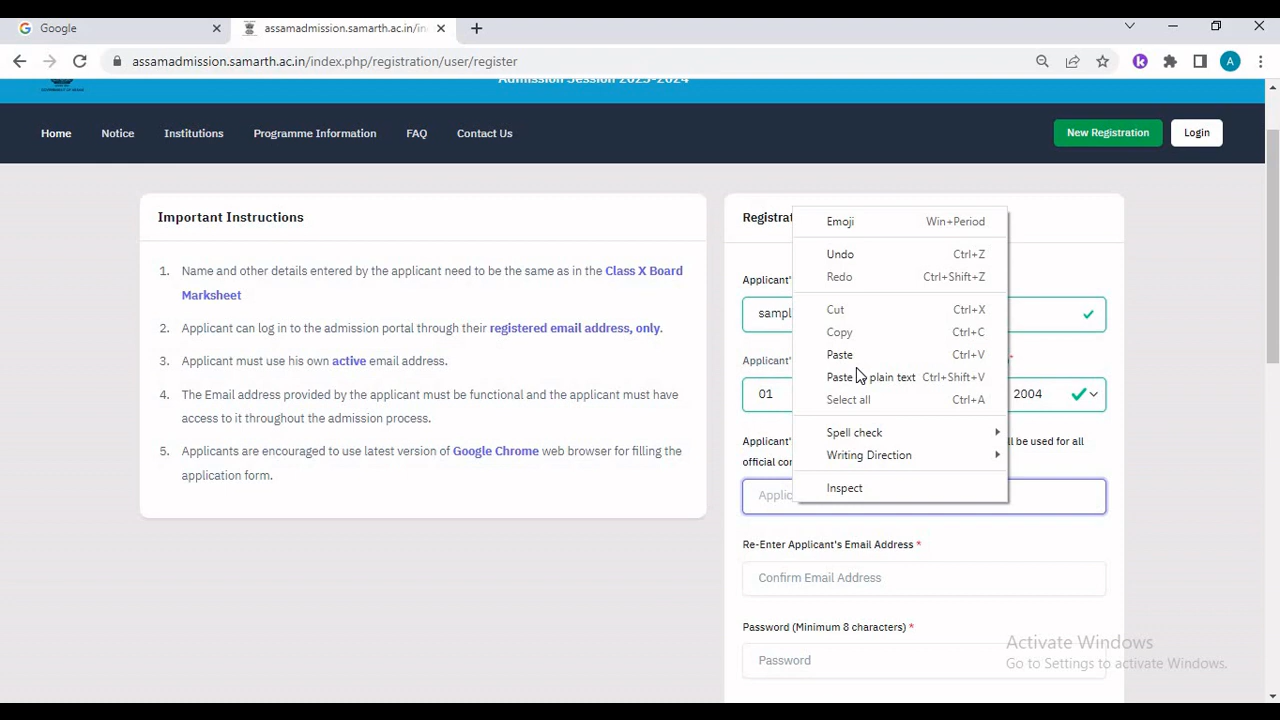 Google
assamadmission.samarth.ac.in/in
assamadmission.samarth.ac.in/index.php/registration/user/register
A
Admission Session 2023-2024
Home
Notice
Institutions
Programme Information
FAQ
Contact Us
New Registration
Login
Important Instructions
1. Name and other details entered by the applicant need to be the same as in the Class X Board
Marksheet
2. Applicant can log in to the admission portal through their registered email address, only.
3. Applicant must use his own active email address.
4. The Email address provided by the applicant must be functional and the applicant must have
access to it throughout the admission process.
5. Applicants are encouraged to use latest version of Google Chrome web browser for filling the
application form.
Registrat
Applicant'
sampl
Applicant'
*
01
2004
Applicant'
ll be used for all
official con
Applic
Emoji Win+Period
Undo Ctrl+Z
Redo Ctrl+Shift+Z
Cut Ctrl+X
Copy Ctrl+C
Paste Ctrl+V
Paste plain text Ctrl+Shift+V
Select all Ctrl+A
Spell check
Writing Direction
Inspect
Re-Enter Applicant's Email Address *
Confirm Email Address
Password (Minimum 8 characters) *
Password
Activate Windows
Go to Settings to activate Windows.